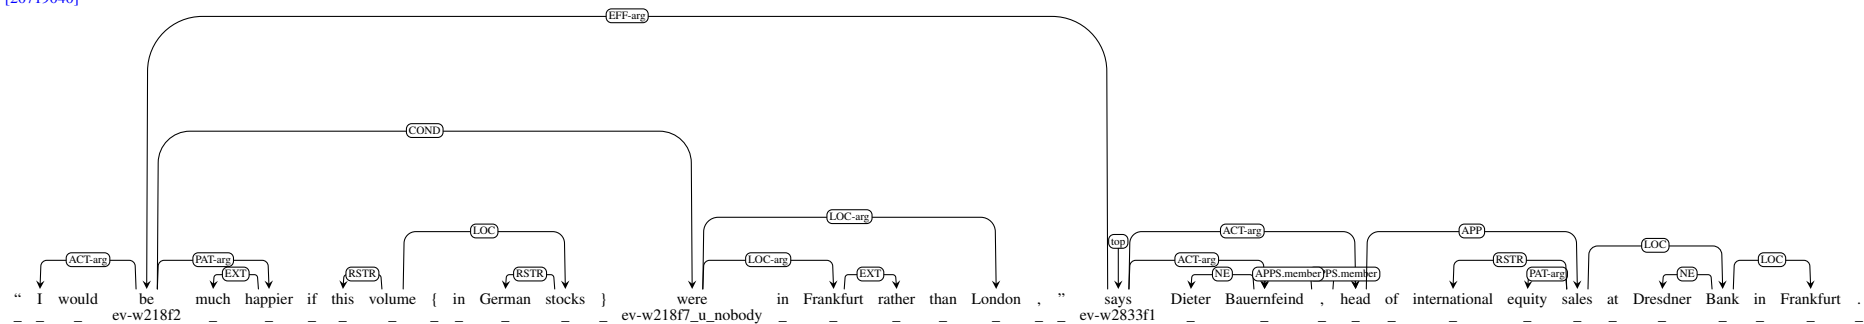 EFF-arg
COND
LOC-arg
LOC ACT-arg APP
top LOC
ACT-arg PAT-arg LOC-arg ACT-arg RSTR LOC
EXT RSTR RSTR EXT NE APPS.member PS.member PAT-arg NE
“ I would be much happier if this volume { in German stocks } were in Frankfurt rather than London , ” says Dieter Bauernfeind , head of international equity sales at Dresdner Bank in Frankfurt .
_ _ _ ev-w218f2 _ _ _ _ _ _ _ _ _ _ ev-w218f7_u_nobody _ _ _ _ _ _ _ ev-w2833f1 _ _ _ _ _ _ _ _ _ _ _ _ _ _